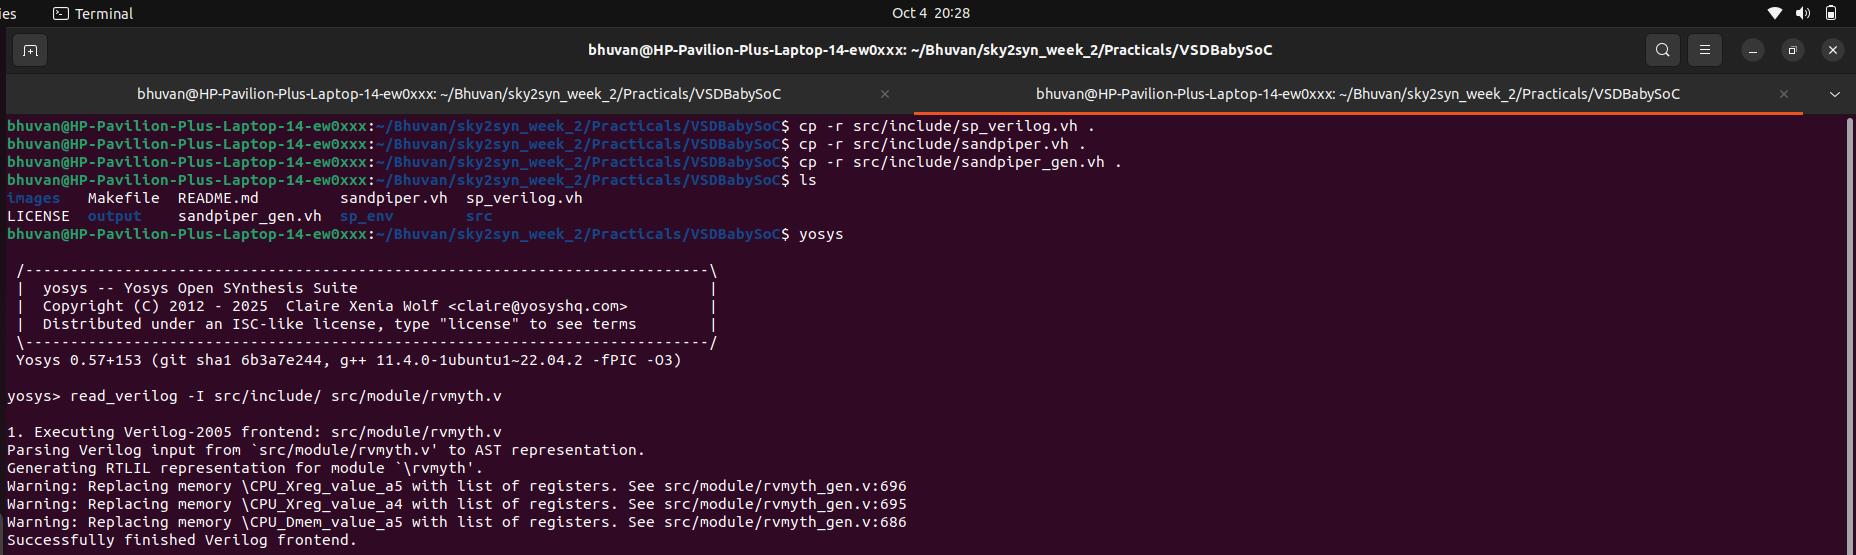 ies Terminal Oct 4 20:28
bhuvan@HP-Pavilion-Plus-Laptop-14-ew0xxx: ~/Bhuvan/sky2syn_week_2/Practicals/VSDBabySoC
bhuvan@HP-Pavilion-Plus-Laptop-14-ew0xxx: ~/Bhuvan/sky2syn_week_2/Practicals/VSDBabySoC × bhuvan@HP-Pavilion-Plus-Laptop-14-ew0xxx: ~/Bhuvan/sky2syn_week_2/Practicals/VSDBabySoC ×
bhuvan@HP-Pavilion-Plus-Laptop-14-ew0xxx:~/Bhuvan/sky2syn_week_2/Practicals/VSDBabySoC$ cp -r src/include/sp_verilog.vh .
bhuvan@HP-Pavilion-Plus-Laptop-14-ew0xxx:~/Bhuvan/sky2syn_week_2/Practicals/VSDBabySoC$ cp -r src/include/sandpiper.vh .
bhuvan@HP-Pavilion-Plus-Laptop-14-ew0xxx:~/Bhuvan/sky2syn_week_2/Practicals/VSDBabySoC$ cp -r src/include/sandpiper_gen.vh .
bhuvan@HP-Pavilion-Plus-Laptop-14-ew0xxx:~/Bhuvan/sky2syn_week_2/Practicals/VSDBabySoC$ ls
images   Makefile  README.md         sandpiper.vh  sp_verilog.vh
LICENSE  output    sandpiper_gen.vh  sp_env        src
bhuvan@HP-Pavilion-Plus-Laptop-14-ew0xxx:~/Bhuvan/sky2syn_week_2/Practicals/VSDBabySoC$ yosys
 /----------------------------------------------------------------------------\
 |  yosys -- Yosys Open SYnthesis Suite                                       |
 |  Copyright (C) 2012 - 2025  Claire Xenia Wolf <claire@yosyshq.com>         |
 |  Distributed under an ISC-like license, type "license" to see terms        |
 \----------------------------------------------------------------------------/
 Yosys 0.57+153 (git sha1 6b3a7e244, g++ 11.4.0-1ubuntu1~22.04.2 -fPIC -O3)
yosys> read_verilog -I src/include/ src/module/rvmyth.v
1. Executing Verilog-2005 frontend: src/module/rvmyth.v
Parsing Verilog input from `src/module/rvmyth.v' to AST representation.
Generating RTLIL representation for module `\rvmyth'.
Warning: Replacing memory \CPU_Xreg_value_a5 with list of registers. See src/module/rvmyth_gen.v:696
Warning: Replacing memory \CPU_Xreg_value_a4 with list of registers. See src/module/rvmyth_gen.v:695
Warning: Replacing memory \CPU_Dmem_value_a5 with list of registers. See src/module/rvmyth_gen.v:686
Successfully finished Verilog frontend.